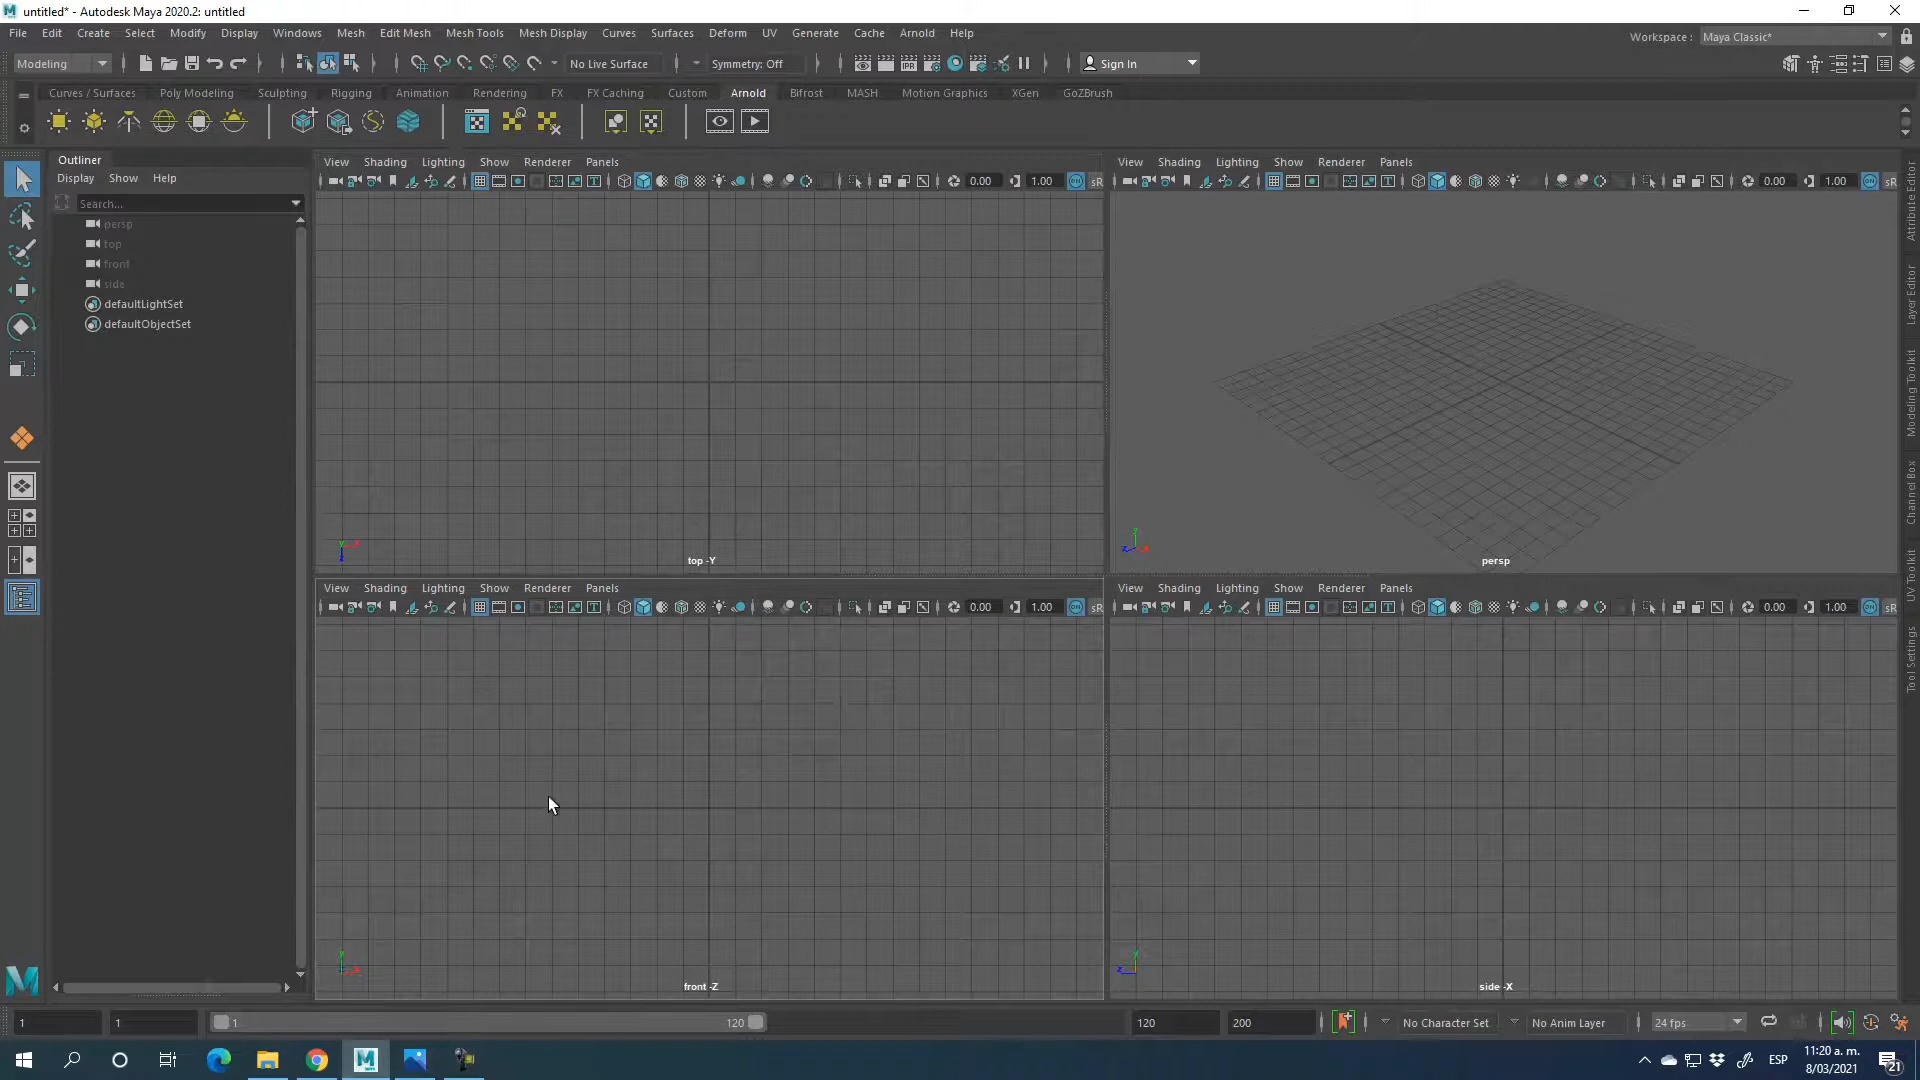 untitled* - Autodesk Maya 2020.2: untitled
File Edit Create Select Modify Display Windows Mesh Edit Mesh Mesh Tools Mesh Display Curves Surfaces Deform UV Generate Cache Arnold Help
Workspace : Maya Classic*
Modeling No Live Surface Symmetry: Off Sign In
Curves / Surfaces Poly Modeling Sculpting Rigging Animation Rendering FX FX Caching Custom Arnold Bifrost MASH Motion Graphics XGen GoZBrush
Outliner
Display Show Help
Search...
persp
top
front
side
defaultLightSet
defaultObjectSet
View Shading Lighting Show Renderer Panels
0.00 1.00 ON sR
top -Y
View Shading Lighting Show Renderer Panels
0.00 1.00 ON sR
persp
View Shading Lighting Show Renderer Panels
0.00 1.00 ON sR
front -Z
View Shading Lighting Show Renderer Panels
0.00 1.00 ON sR
side -X
Attribute Editor
Layer Editor
Modeling Toolkit
Channel Box
UV Toolkit
Tool Settings
1 1 1 120 120 200 No Character Set No Anim Layer 24 fps
ESP
11:20 a. m.
8/03/2021
21